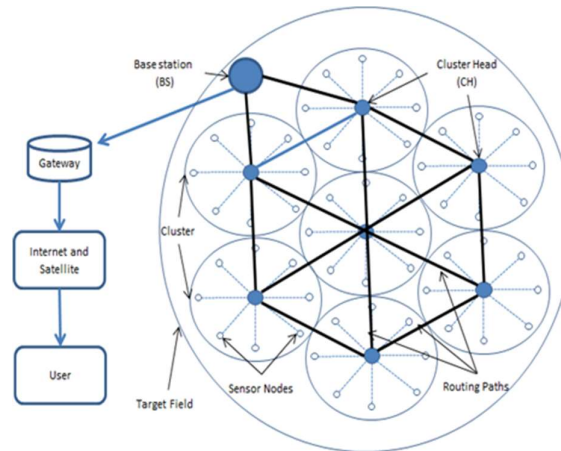 Base station
(BS)
Cluster Head
(CH)
Gateway
Cluster
Internet and
Satellite
User
Target Field
Sensor Nodes
Routing Paths